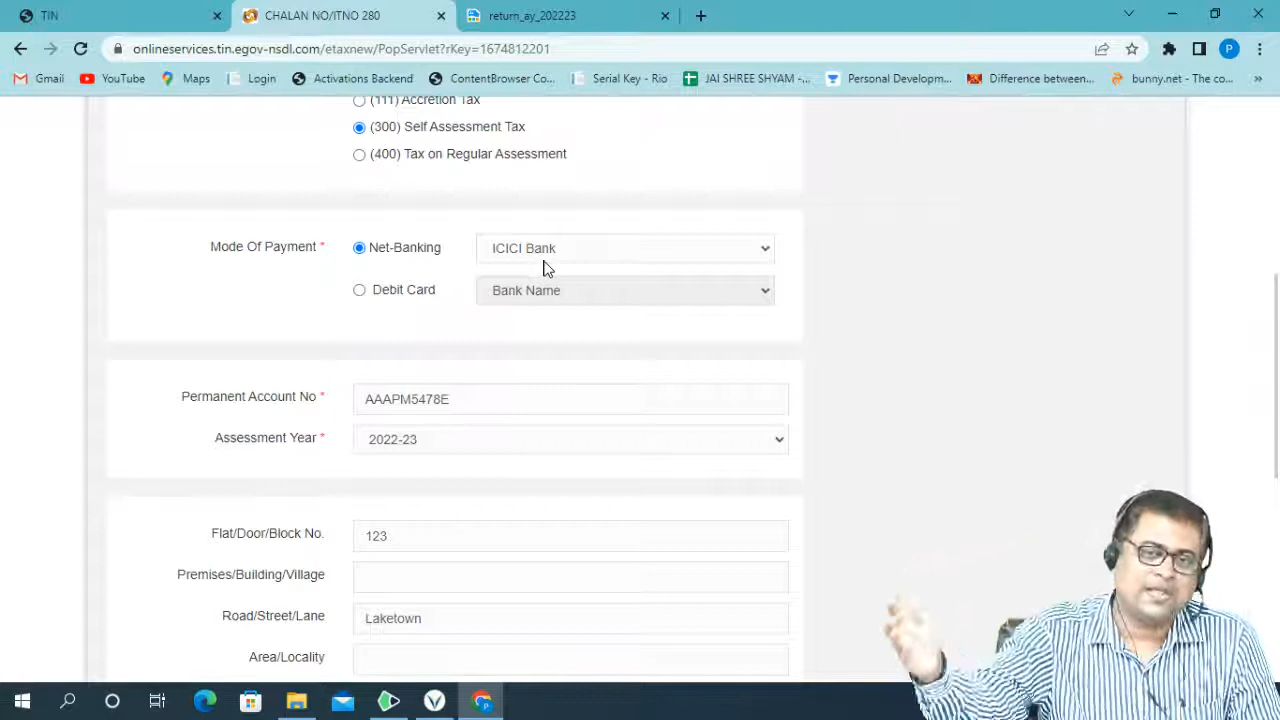 TIN
CHALAN NO/ITNO 280
return_ay_202223
onlineservices.tin.egov-nsdl.com/etaxnew/PopServlet?rKey=1674812201
P
Gmail
YouTube
Maps
Login
Activations Backend
ContentBrowser Co...
Serial Key - Rio
JAI SHREE SHYAM -...
Personal Developm...
Difference between...
bunny.net - The co...
»
(111) Accretion Tax
(300) Self Assessment Tax
(400) Tax on Regular Assessment
Mode Of Payment * Net-Banking ICICI Bank
Debit Card Bank Name
Permanent Account No * AAAPM5478E
Assessment Year * 2022-23
Flat/Door/Block No. 123
Premises/Building/Village
Road/Street/Lane Laketown
Area/Locality